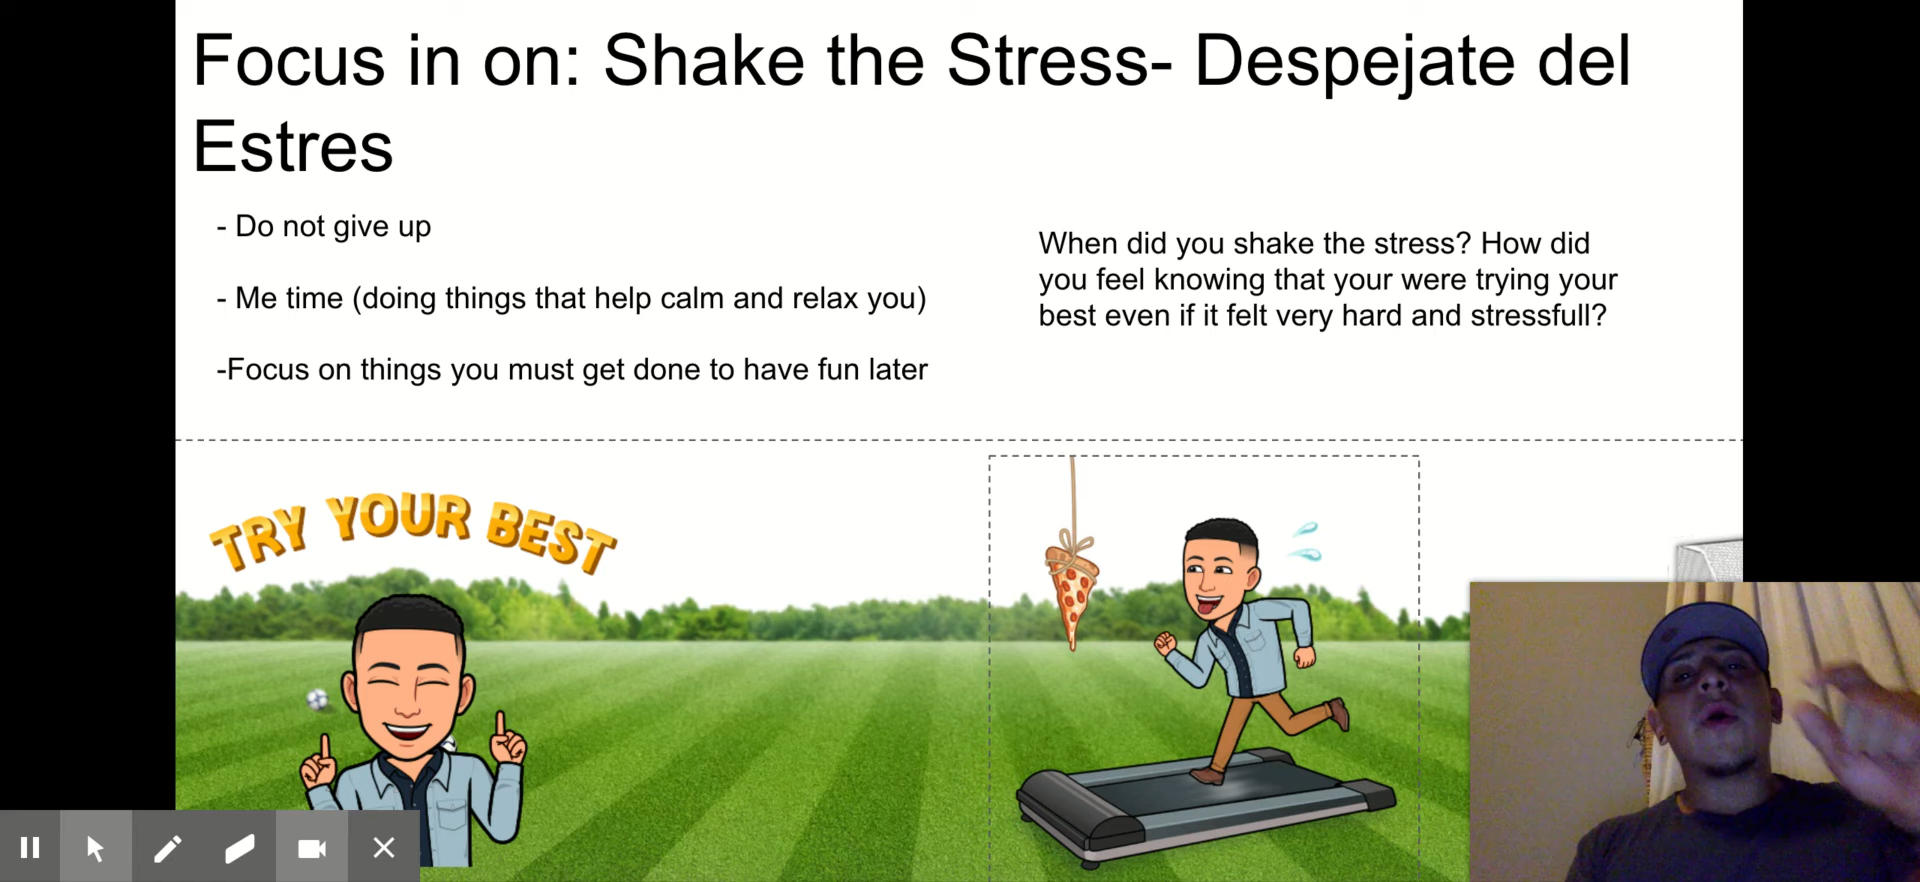 Focus in on: Shake the Stress- Despejate del
Estres
- Do not give up
- Me time (doing things that help calm and relax you)
-Focus on things you must get done to have fun later
When did you shake the stress? How did
you feel knowing that your were trying your
best even if it felt very hard and stressfull?
TRY YOUR BEST